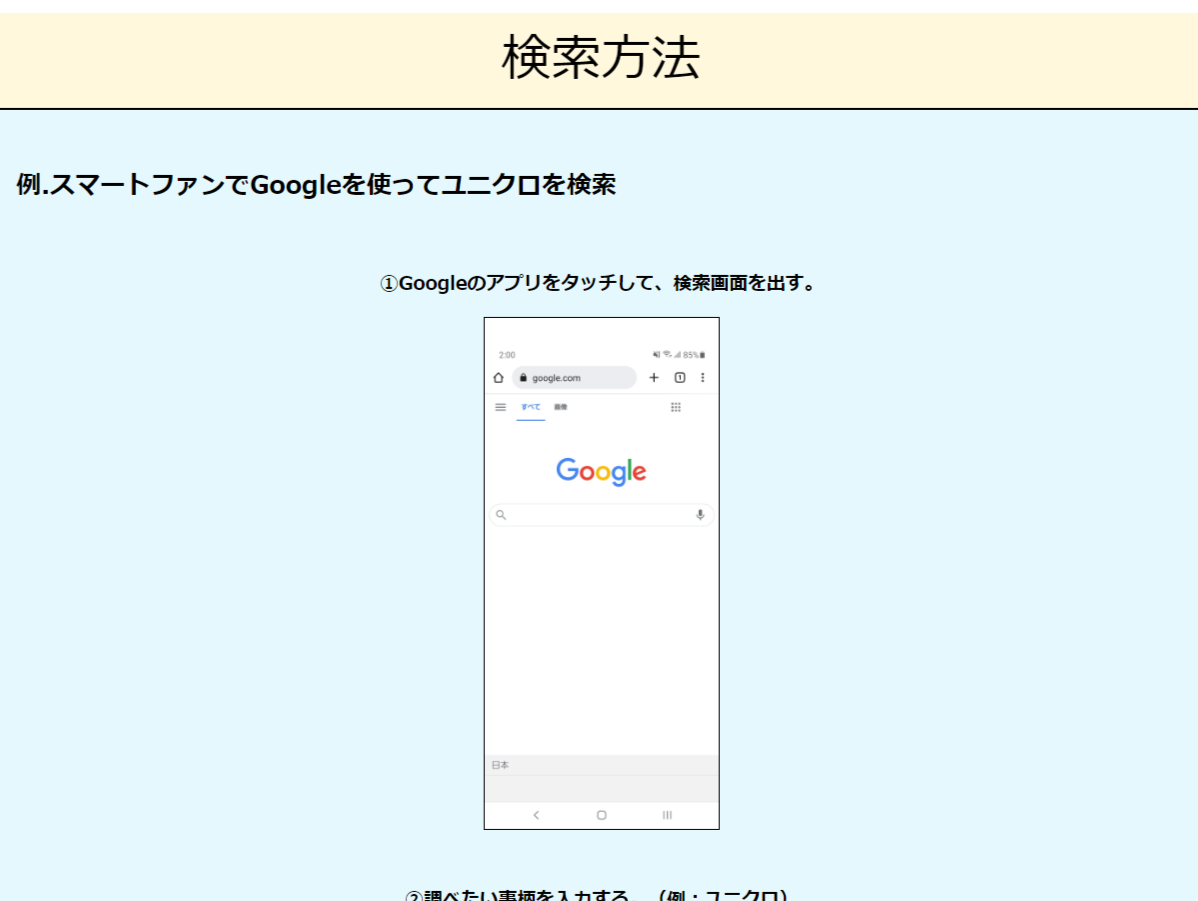 検索方法
例.スマートファンでGoogleを使ってユニクロを検索
①Googleのアプリをタッチして、検索画面を出す。
2:00 85%
google.com 1
すべて 画像
Google
日本
②調べたい事柄を入力する。(例:ユニクロ)